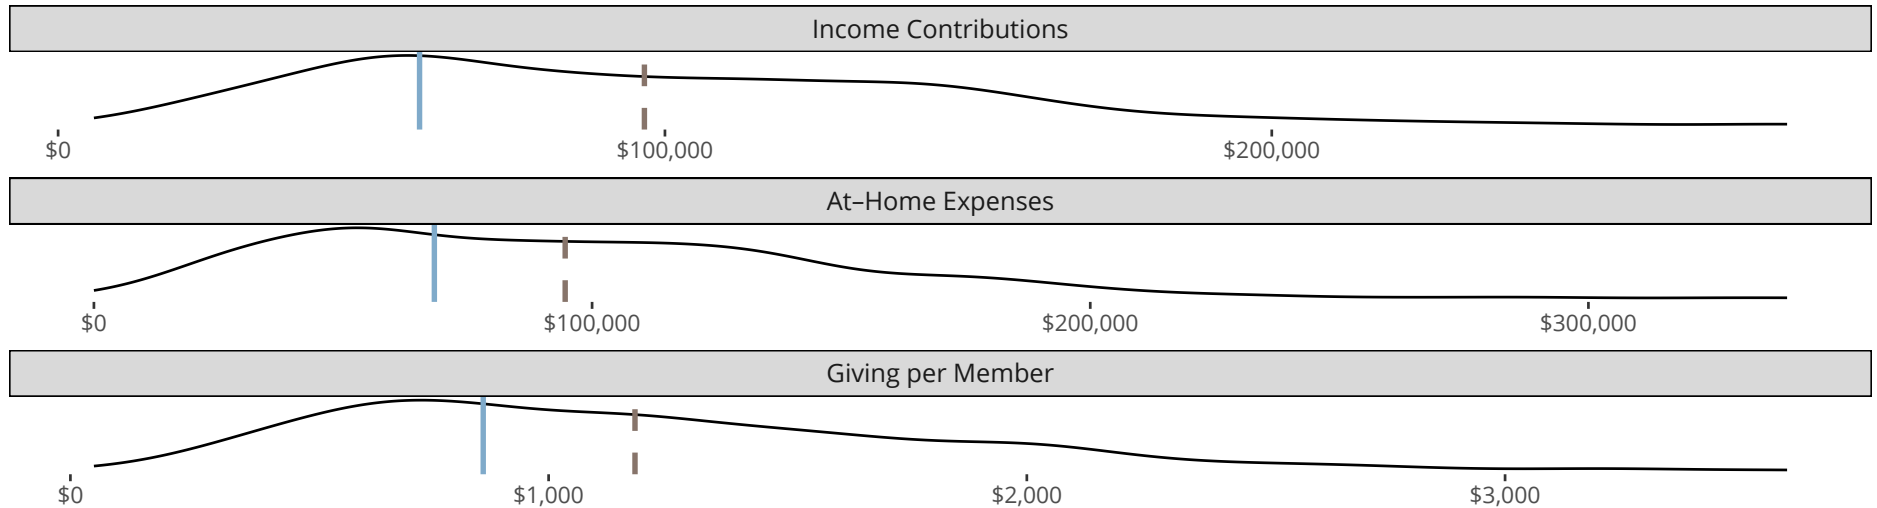 Income Contributions
$0 $100,000 $200,000
At–Home Expenses
$0 $100,000 $200,000 $300,000
Giving per Member
$0 $1,000 $2,000 $3,000